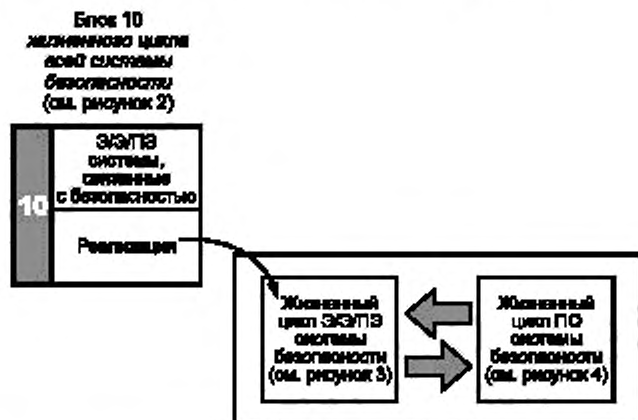 Блок 10
жизненного цикла
всей системы
безопасности
(см. рисунок 2)
10
Э/Э/ПЭ
системы,
связанные
с безопасностью
Реализация
Жизненный
цикл Э/Э/ПЭ
системы
безопасности
(см. рисунок 3)
Жизненный
цикл ПО
системы
безопасности
(см. рисунок 4)